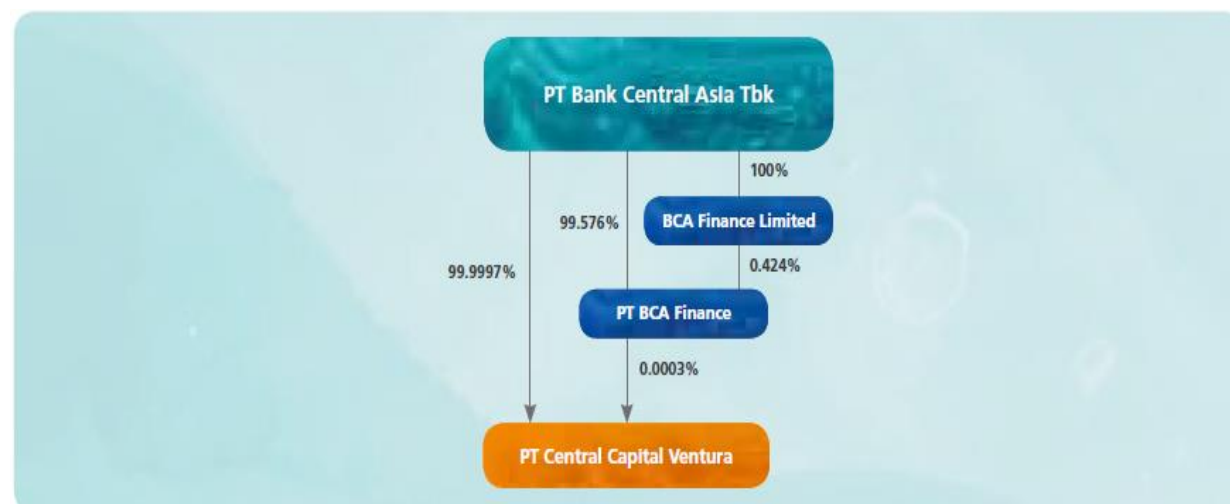 PT Bank Central Asia Tbk
100%
BCA Finance Limited
99.576%
0.424%
99.9997%
PT BCA Finance
0.0003%
PT Central Capital Ventura